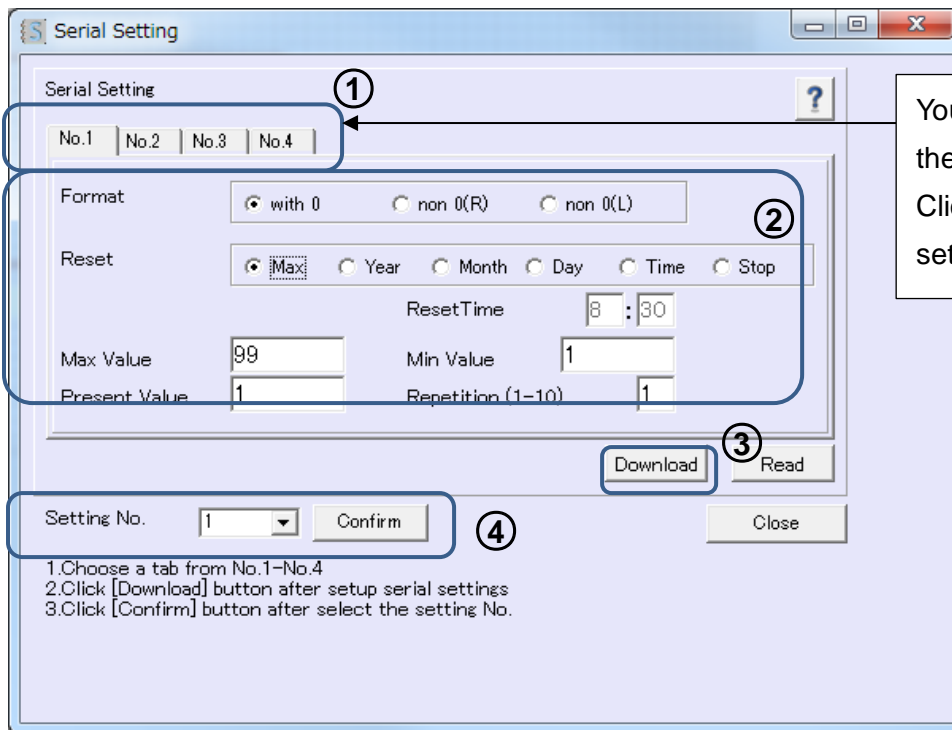 Serial Setting
Serial Setting
①
?
No.1 No.2 No.3 No.4
Format with 0 non 0(R) non 0(L)
②
Reset Max Year Month Day Time Stop
ResetTime 8 : 30
Max Value 99 Min Value 1
Present Value 1 Repetition (1-10) 1
③
Download Read
Setting No. 1 Confirm ④ Close
1.Choose a tab from No.1-No.4
2.Click [Download] button after setup serial settings
3.Click [Confirm] button after select the setting No.
You
the
Clic
set